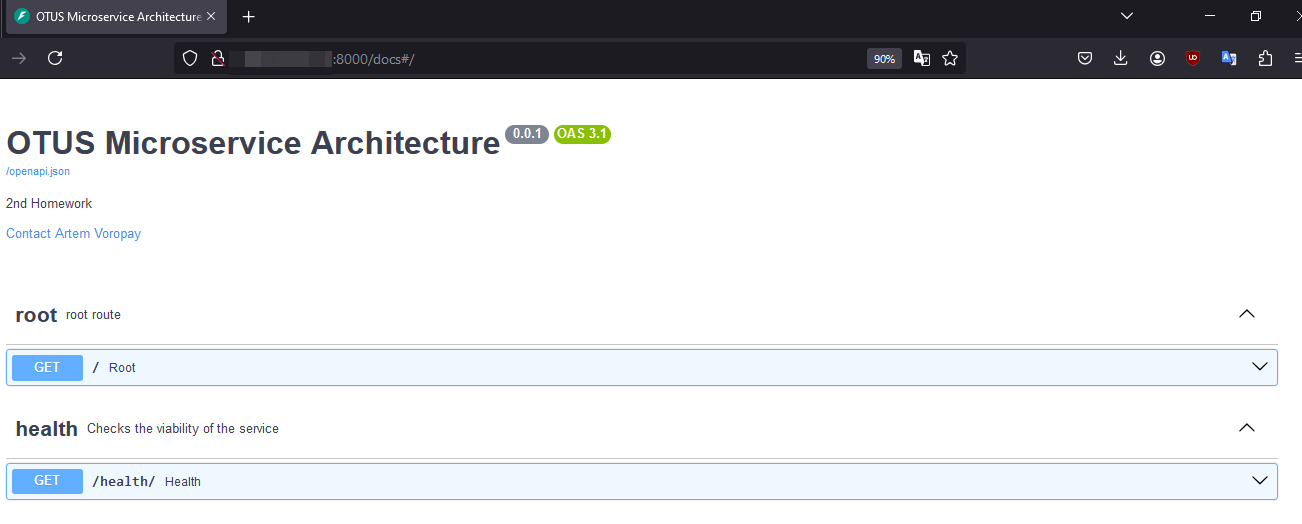 OTUS Microservice Architecture
:8000/docs#/
90%
OTUS Microservice Architecture 0.0.1 OAS 3.1
/openapi.json
2nd Homework
Contact Artem Voropay
root root route
GET / Root
health Checks the viability of the service
GET /health/ Health